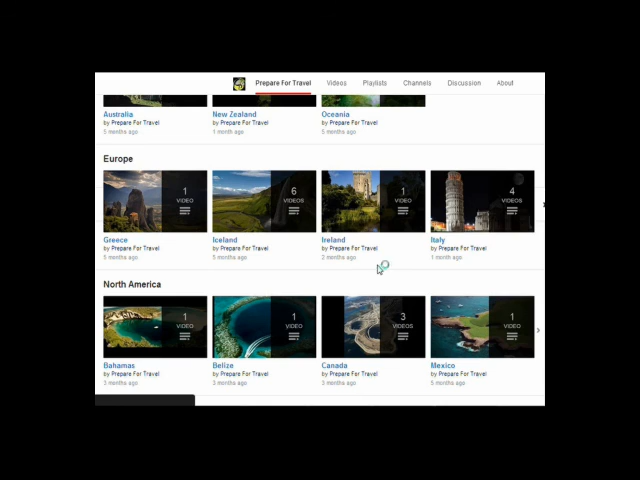 Prepare For Travel Videos Playlists Channels Discussion About
Australia New Zealand Oceania
by Prepare For Travel by Prepare For Travel by Prepare For Travel
5 months ago 1 month ago 5 months ago
Europe
1 6 1 4
VIDEO VIDEOS VIDEO VIDEOS
Greece Iceland Ireland Italy
by Prepare For Travel by Prepare For Travel by Prepare For Travel by Prepare For Travel
5 months ago 5 months ago 3 months ago 1 month ago
North America
1 1 3 1
VIDEO VIDEO VIDEOS VIDEO
Bahamas Belize Canada Mexico
by Prepare For Travel by Prepare For Travel by Prepare For Travel by Prepare For Travel
3 months ago 3 months ago 3 months ago 5 months ago